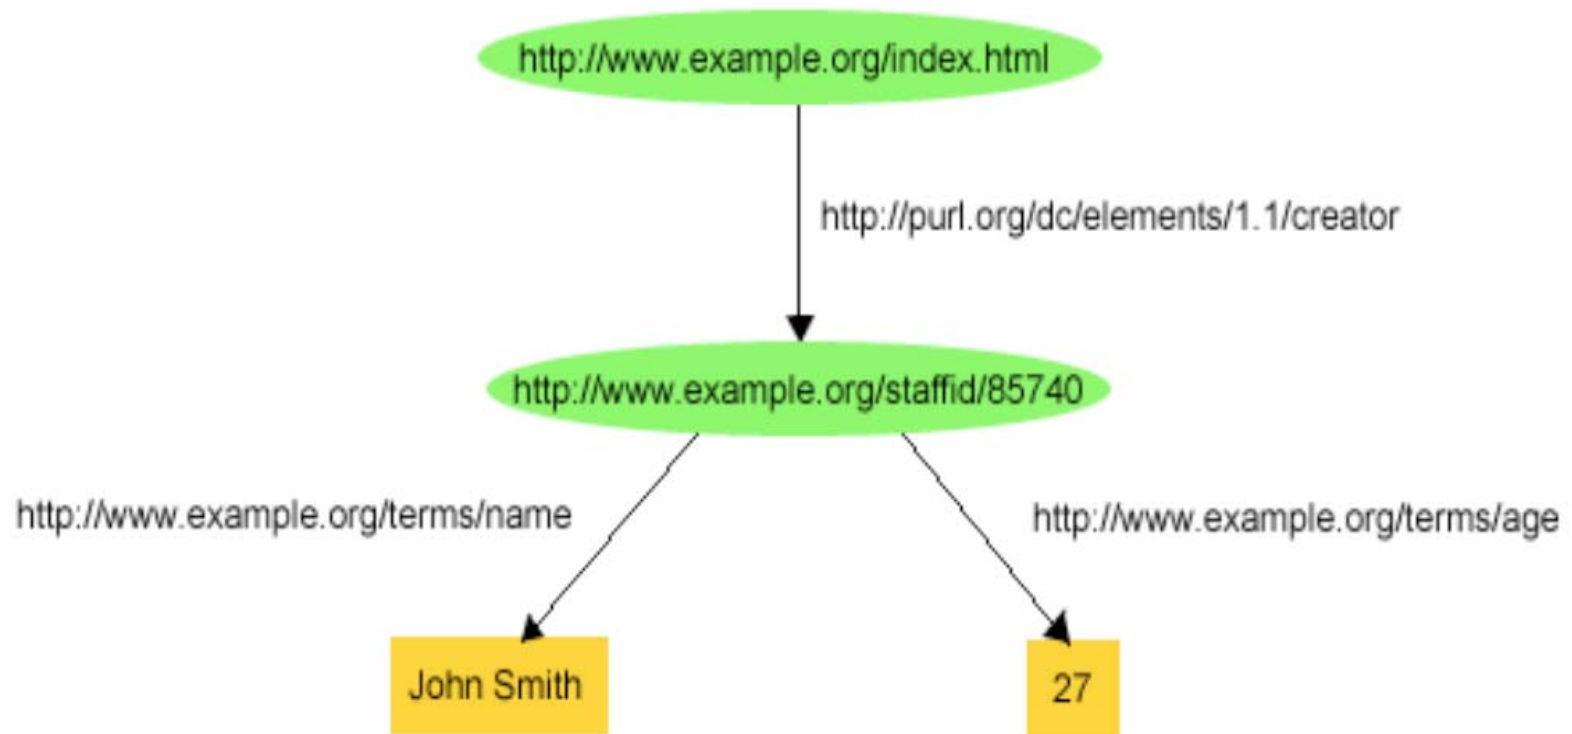 http://www.example.org/index.html
http://purl.org/dc/elements/1.1/creator
http://www.example.org/staffid/85740
http://www.example.org/terms/name
http://www.example.org/terms/age
John Smith
27